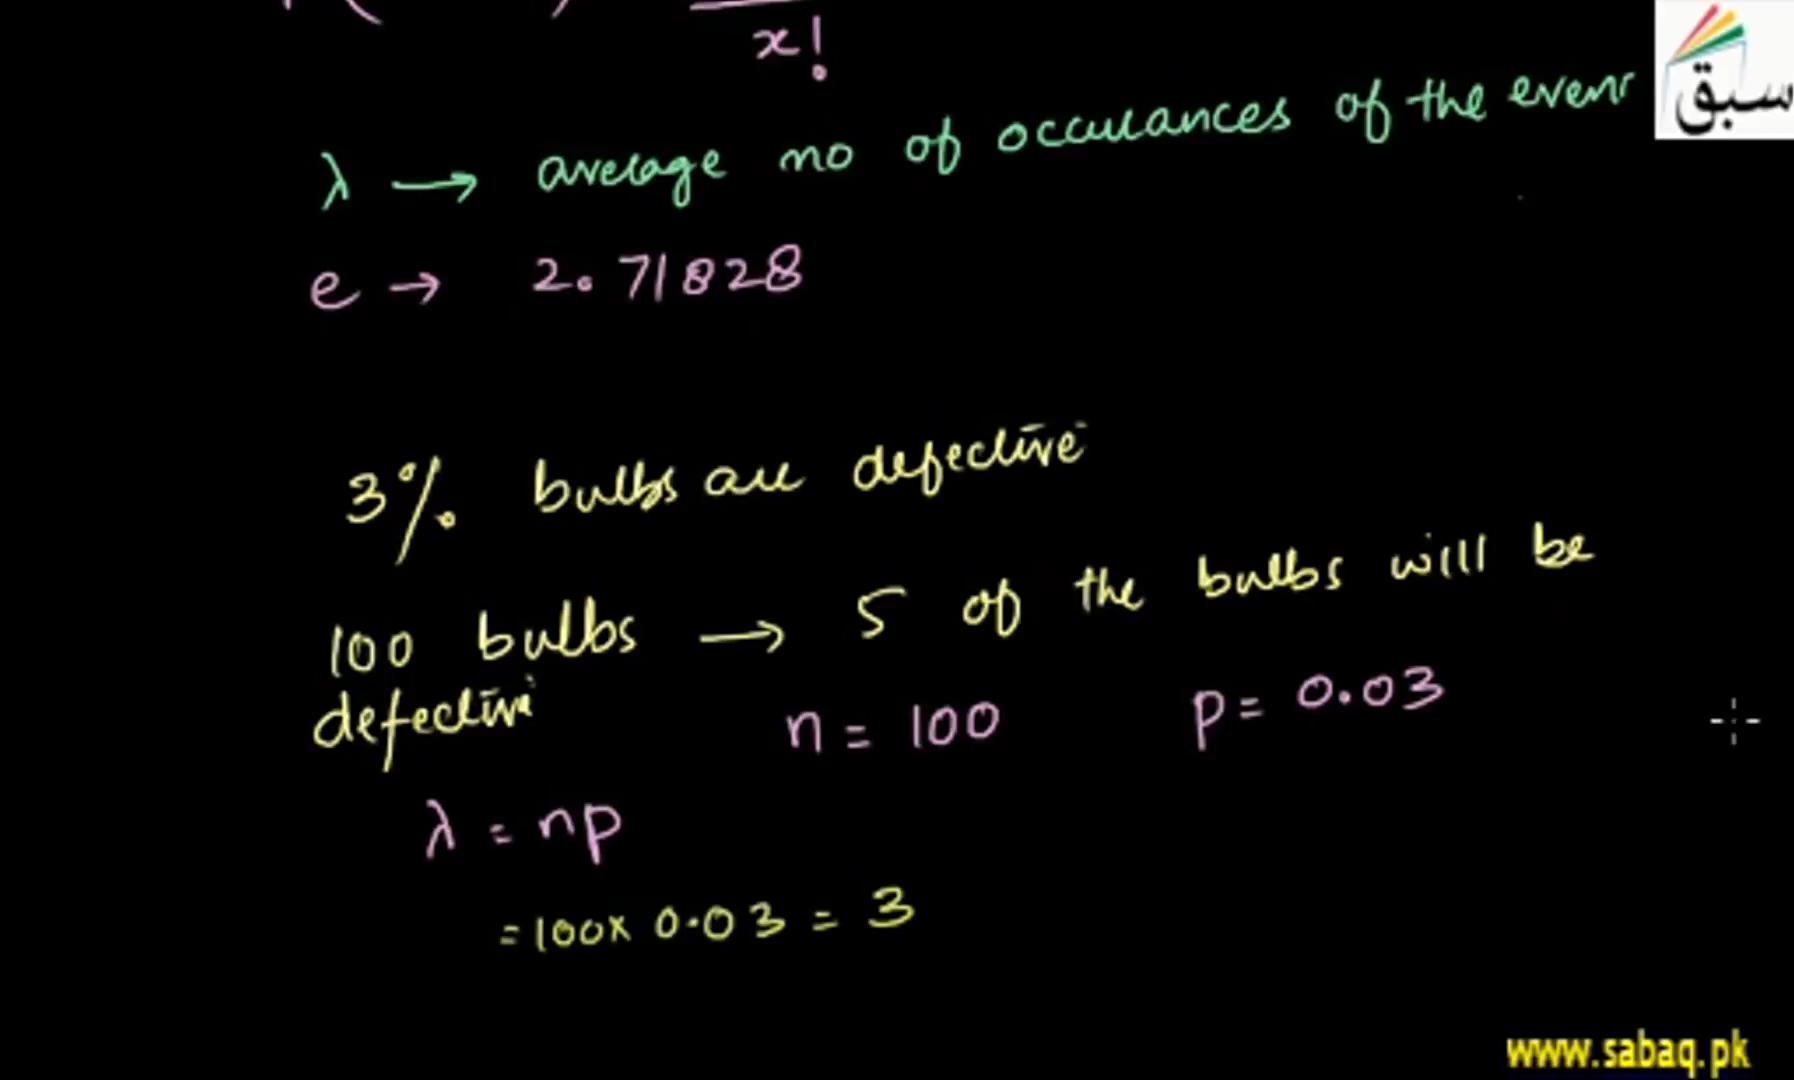 x!
سبق
λ → average no of occurances of the event
e → 2.71828
3% bulbs are defective
100 bulbs → 5 of the bulbs will be
defective n = 100 p = 0.03
λ = np
= 100 x 0.03 = 3
www.sabaq.pk